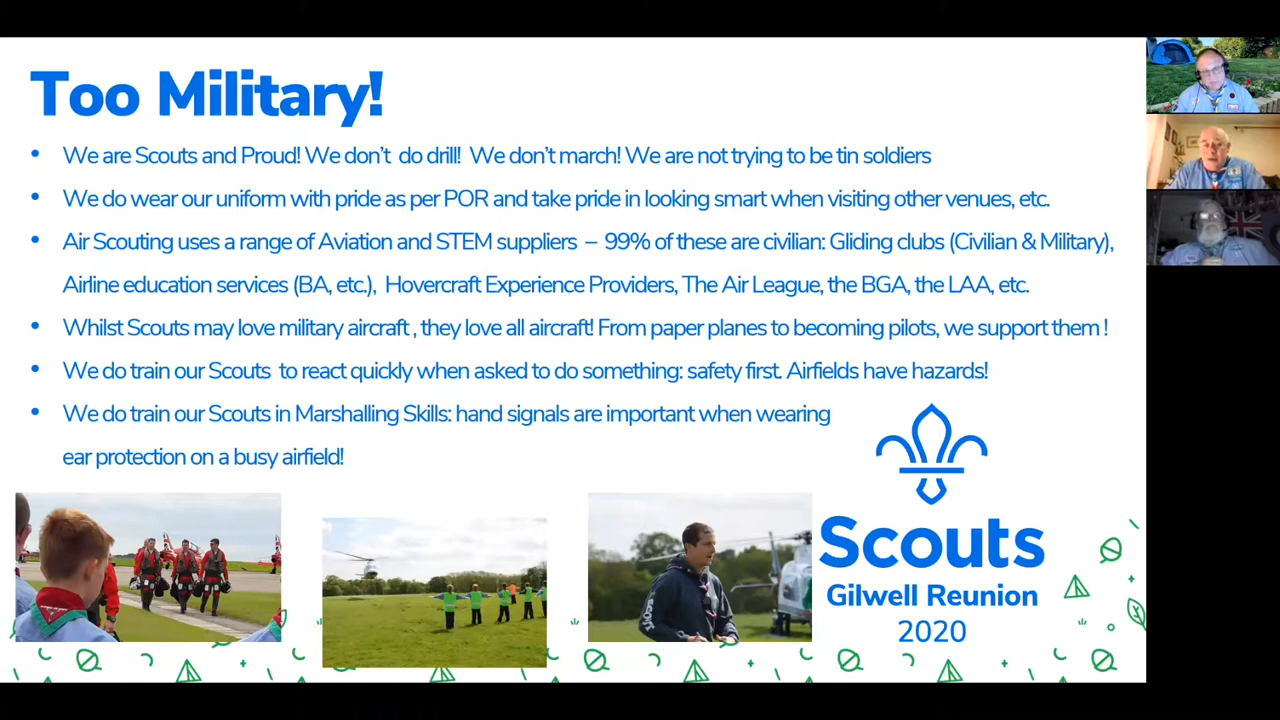 Too Military!
• We are Scouts and Proud! We don't do drill! We don't march! We are not trying to be tin soldiers
• We do wear our uniform with pride as per POR and take pride in looking smart when visiting other venues, etc.
• Air Scouting uses a range of Aviation and STEM suppliers – 99% of these are civilian: Gliding clubs (Civilian & Military),
Airline education services (BA, etc.), Hovercraft Experience Providers, The Air League, the BGA, the LAA, etc.
• Whilst Scouts may love military aircraft , they love all aircraft! From paper planes to becoming pilots, we support them !
• We do train our Scouts to react quickly when asked to do something: safety first. Airfields have hazards!
• We do train our Scouts in Marshalling Skills: hand signals are important when wearing
ear protection on a busy airfield!
Scouts
Gilwell Reunion
2020